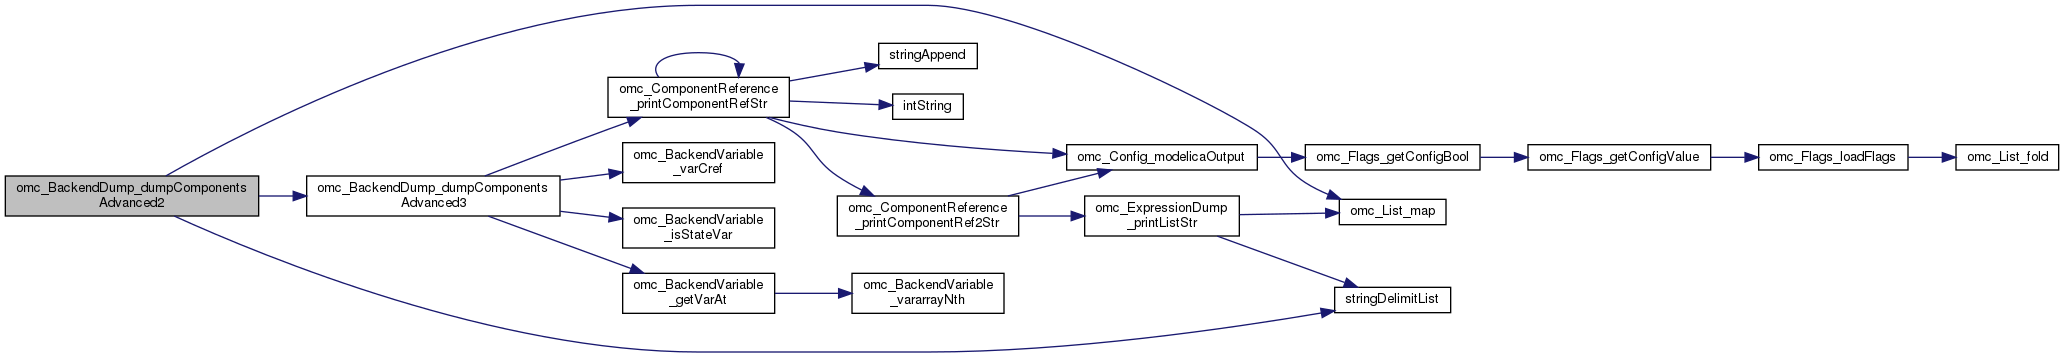 omc_BackendDump_dumpComponents
Advanced2
omc_BackendDump_dumpComponents
Advanced3
omc_ComponentReference
_printComponentRefStr
omc_BackendVariable
_varCref
omc_BackendVariable
_isStateVar
omc_BackendVariable
_getVarAt
stringAppend
intString
omc_ComponentReference
_printComponentRef2Str
omc_BackendVariable
_vararrayNth
omc_Config_modelicaOutput
omc_ExpressionDump
_printListStr
omc_Flags_getConfigBool
omc_List_map
stringDelimitList
omc_Flags_getConfigValue
omc_Flags_loadFlags
omc_List_fold